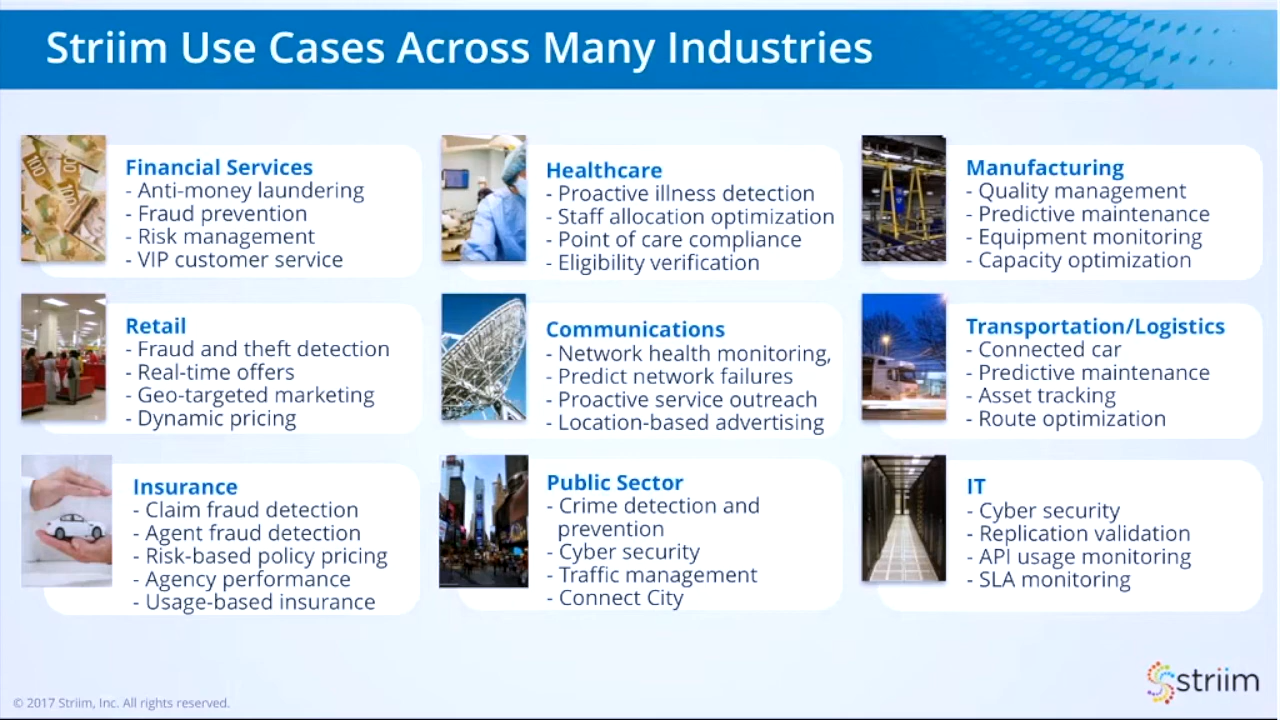 Striim Use Cases Across Many Industries
Financial Services
- Anti-money laundering
- Fraud prevention
- Risk management
- VIP customer service
Healthcare
- Proactive illness detection
- Staff allocation optimization
- Point of care compliance
- Eligibility verification
Manufacturing
- Quality management
- Predictive maintenance
- Equipment monitoring
- Capacity optimization
Retail
- Fraud and theft detection
- Real-time offers
- Geo-targeted marketing
- Dynamic pricing
Communications
- Network health monitoring,
- Predict network failures
- Proactive service outreach
- Location-based advertising
Transportation/Logistics
- Connected car
- Predictive maintenance
- Asset tracking
- Route optimization
Insurance
- Claim fraud detection
- Agent fraud detection
- Risk-based policy pricing
- Agency performance
- Usage-based insurance
Public Sector
- Crime detection and
prevention
- Cyber security
- Traffic management
- Connect City
IT
- Cyber security
- Replication validation
- API usage monitoring
- SLA monitoring
© 2017 Striim, Inc. All rights reserved.
striim